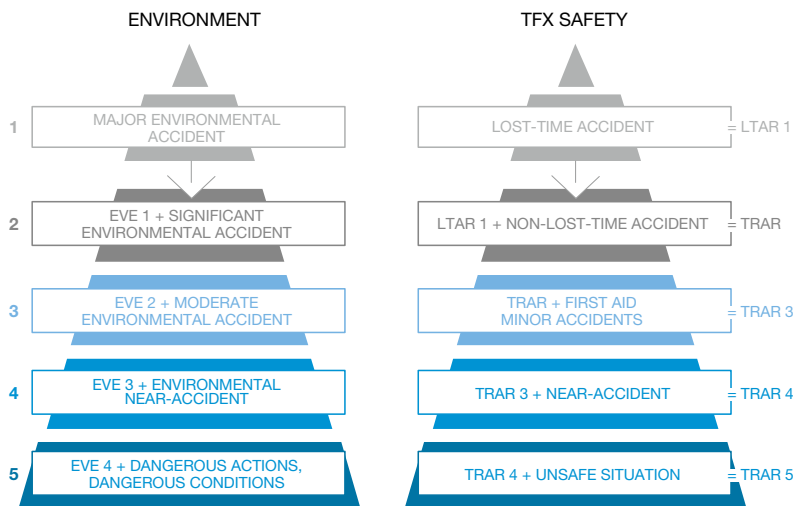 ENVIRONMENT
TFX SAFETY
1
MAJOR ENVIRONMENTAL
ACCIDENT
LOST-TIME ACCIDENT
= LTAR 1
2
EVE 1 + SIGNIFICANT
ENVIRONMENTAL ACCIDENT
LTAR 1 + NON-LOST-TIME ACCIDENT
= TRAR
3
EVE 2 + MODERATE
ENVIRONMENTAL ACCIDENT
TRAR + FIRST AID
MINOR ACCIDENTS
= TRAR 3
4
EVE 3 + ENVIRONMENTAL
NEAR-ACCIDENT
TRAR 3 + NEAR-ACCIDENT
= TRAR 4
5
EVE 4 + DANGEROUS ACTIONS,
DANGEROUS CONDITIONS
TRAR 4 + UNSAFE SITUATION
= TRAR 5